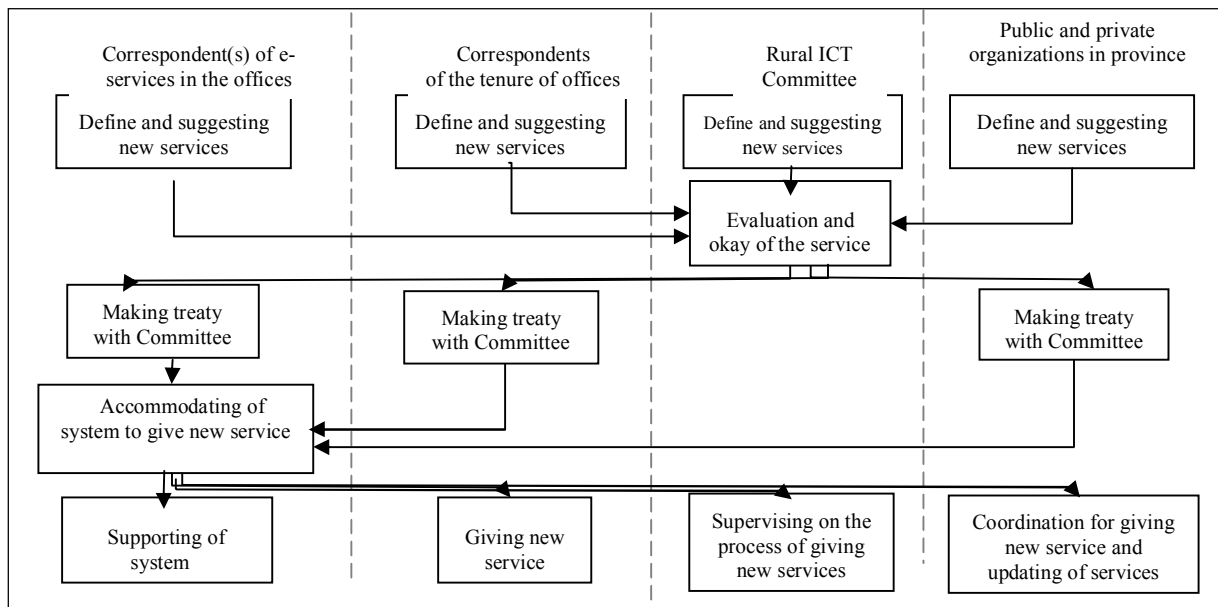 Correspondent(s) of e-
services in the offices
Correspondents
of the tenure of offices
Rural ICT
Committee
Public and private
organizations in province
Define and suggesting
new services
Define and suggesting
new services
Define and suggesting
new services
Define and suggesting
new services
Evaluation and
okay of the service
Making treaty
with Committee
Making treaty
with Committee
Making treaty
with Committee
Accommodating of
system to give new service
Supporting of
system
Giving new
service
Supervising on the
process of giving
new services
Coordination for giving
new service and
updating of services